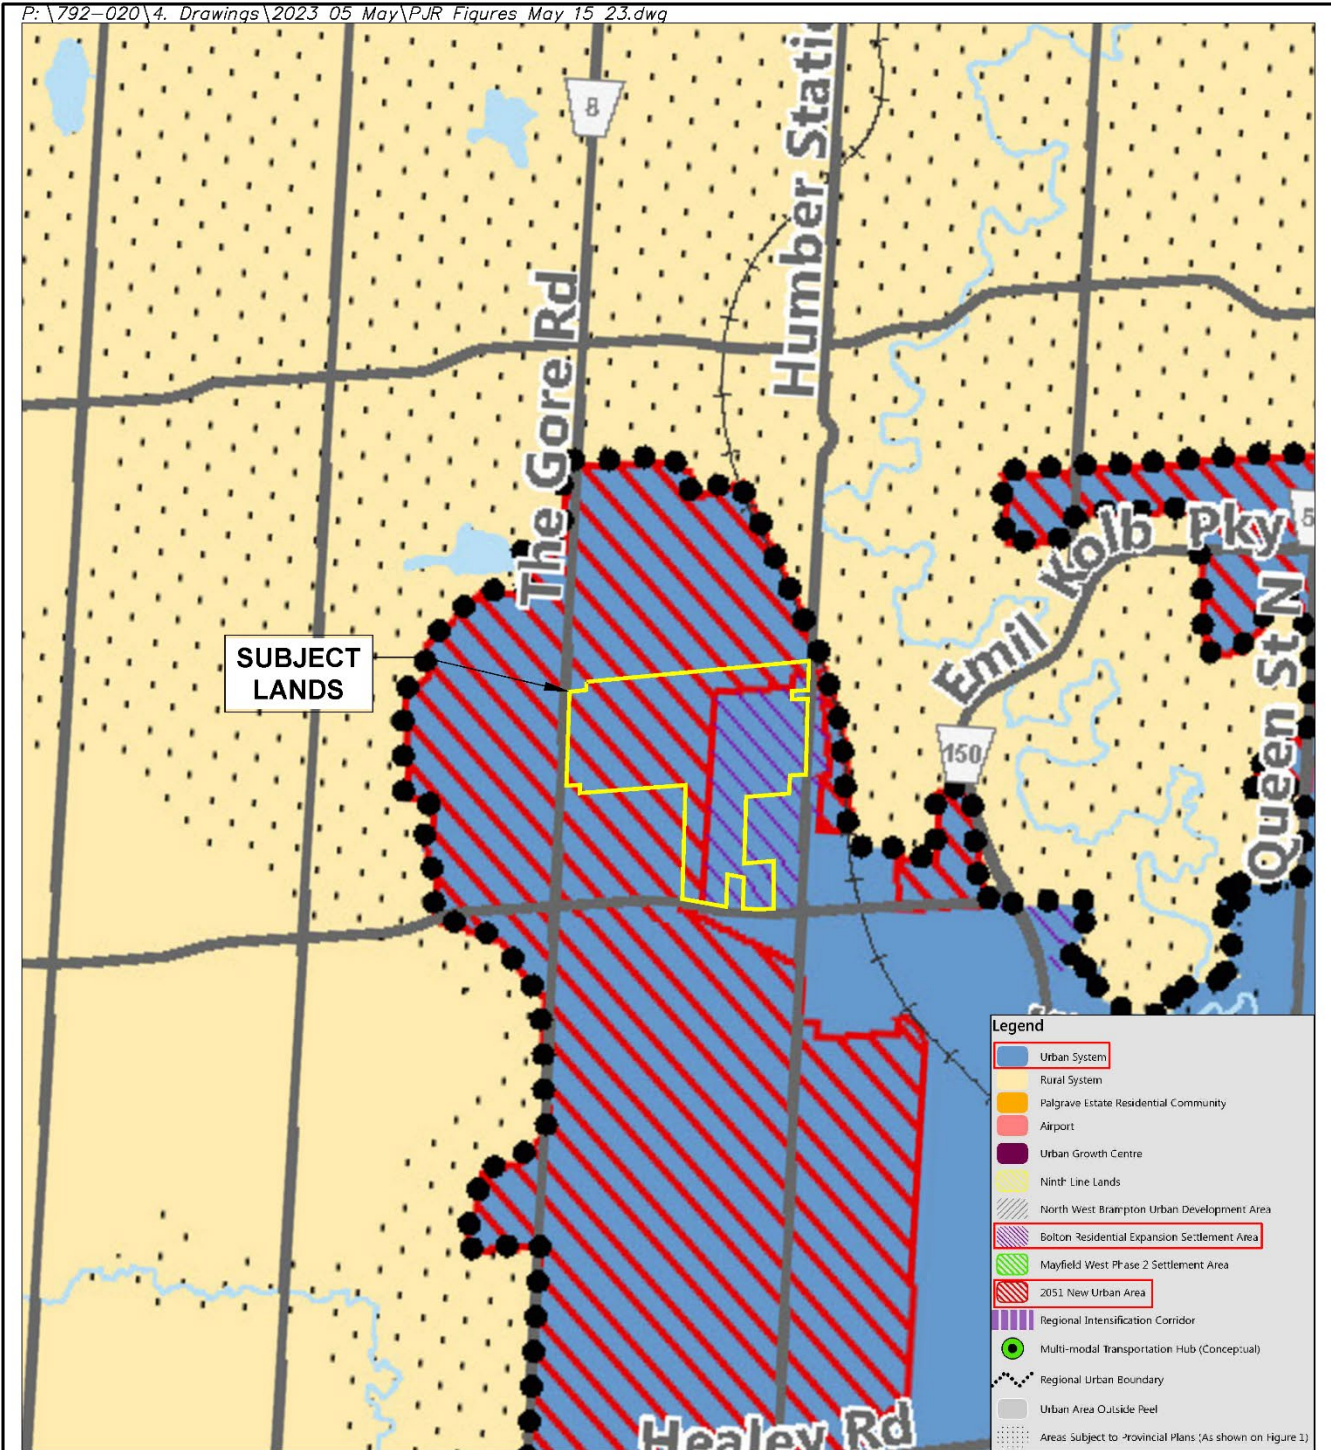 P:\792-020\4. Drawings\2023 05 May\PJR Figures May 15 23.dwg
8
Humber Static
The Gore Rd
Kolb Pky
5
Emil
150
Queen St N
SUBJECT
LANDS
Healey Rd
Legend
Urban System
Rural System
Palgrave Estate Residential Community
Airport
Urban Growth Centre
Ninth Line Lands
North West Brampton Urban Development Area
Bolton Residential Expansion Settlement Area
Mayfield West Phase 2 Settlement Area
2051 New Urban Area
Regional Intensification Corridor
Multi-modal Transportation Hub (Conceptual)
Regional Urban Boundary
Urban Area Outside Peel
Areas Subject to Provincial Plans (As shown on Figure 1)